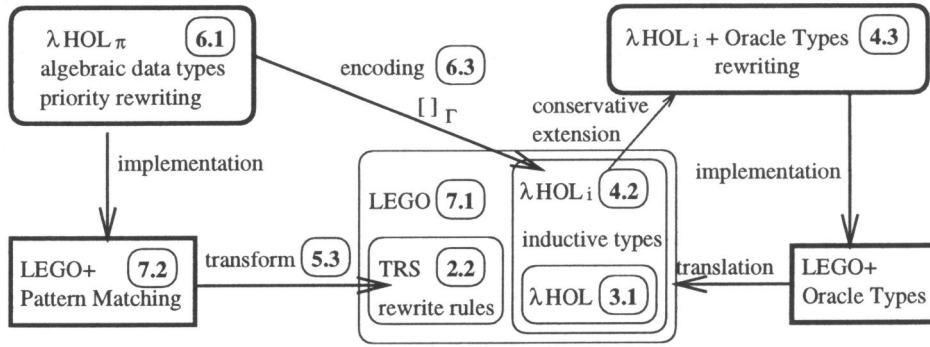 λHOLπ 6.1
algebraic data types
priority rewriting
encoding 6.3
[ ] Γ
λHOL i + Oracle Types 4.3
rewriting
conservative
extension
implementation
implementation
LEGO 7.1
λHOL i 4.2
inductive types
LEGO+ 7.2
Pattern Matching
transform 5.3
TRS 2.2
rewrite rules
λHOL 3.1
translation
LEGO+
Oracle Types